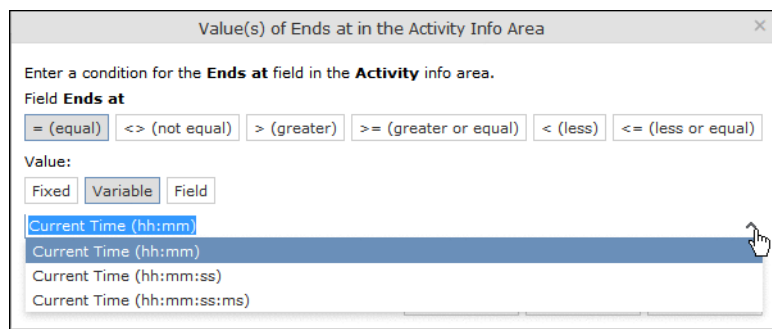 Value(s) of Ends at in the Activity Info Area
Enter a condition for the Ends at field in the Activity info area.
Field Ends at
= (equal) <> (not equal) > (greater) >= (greater or equal) < (less) <= (less or equal)
Value:
Fixed Variable Field
Current Time (hh:mm)
Current Time (hh:mm)
Current Time (hh:mm:ss)
Current Time (hh:mm:ss:ms)